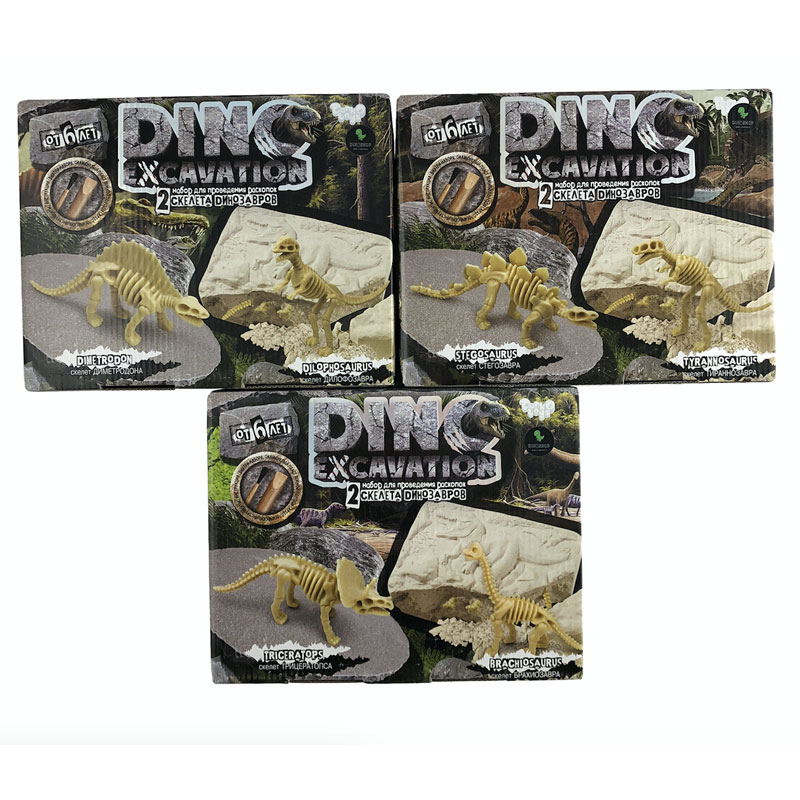 от 6 лет
DINO
EXCAVATION
набор для проведения раскопок
2 СКЕЛЕТА ДИНОЗАВРОВ
DIMETRODON
скелет ДИМЕТРОДОНА
DILOPHOSAURUS
скелет ДИЛОФОЗАВРА
от 6 лет
DINO
EXCAVATION
набор для проведения раскопок
2 СКЕЛЕТА ДИНОЗАВРОВ
STEGOSAURUS
скелет СТЕГОЗАВРА
TYRANNOSAURUS
скелет ТИРАННОЗАВРА
от 6 лет
DINO
EXCAVATION
набор для проведения раскопок
2 СКЕЛЕТА ДИНОЗАВРОВ
TRICERATOPS
скелет ТРИЦЕРАТОПСА
BRACHIOSAURUS
скелет БРАХИОЗАВРА